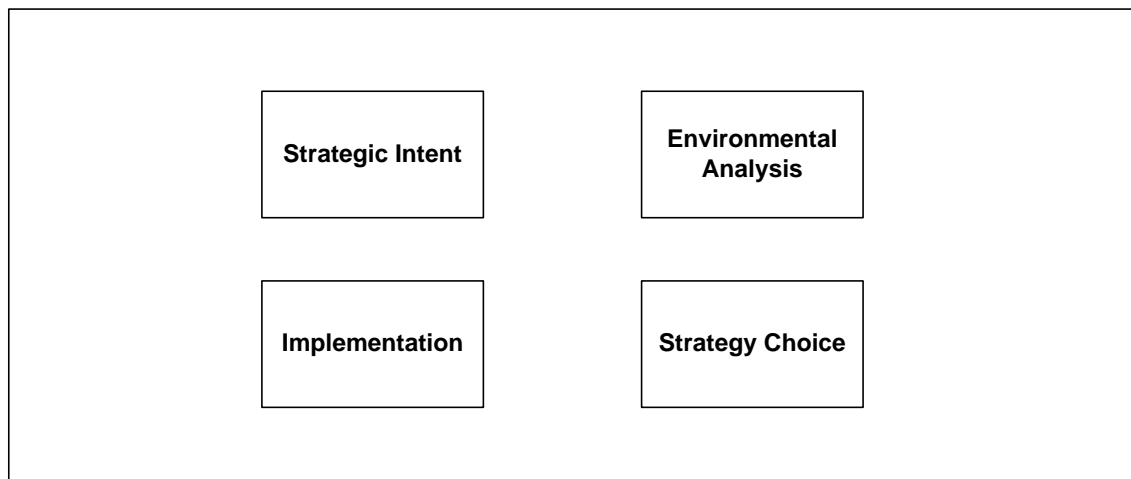 Strategic Intent
Environmental
Analysis
Implementation
Strategy Choice